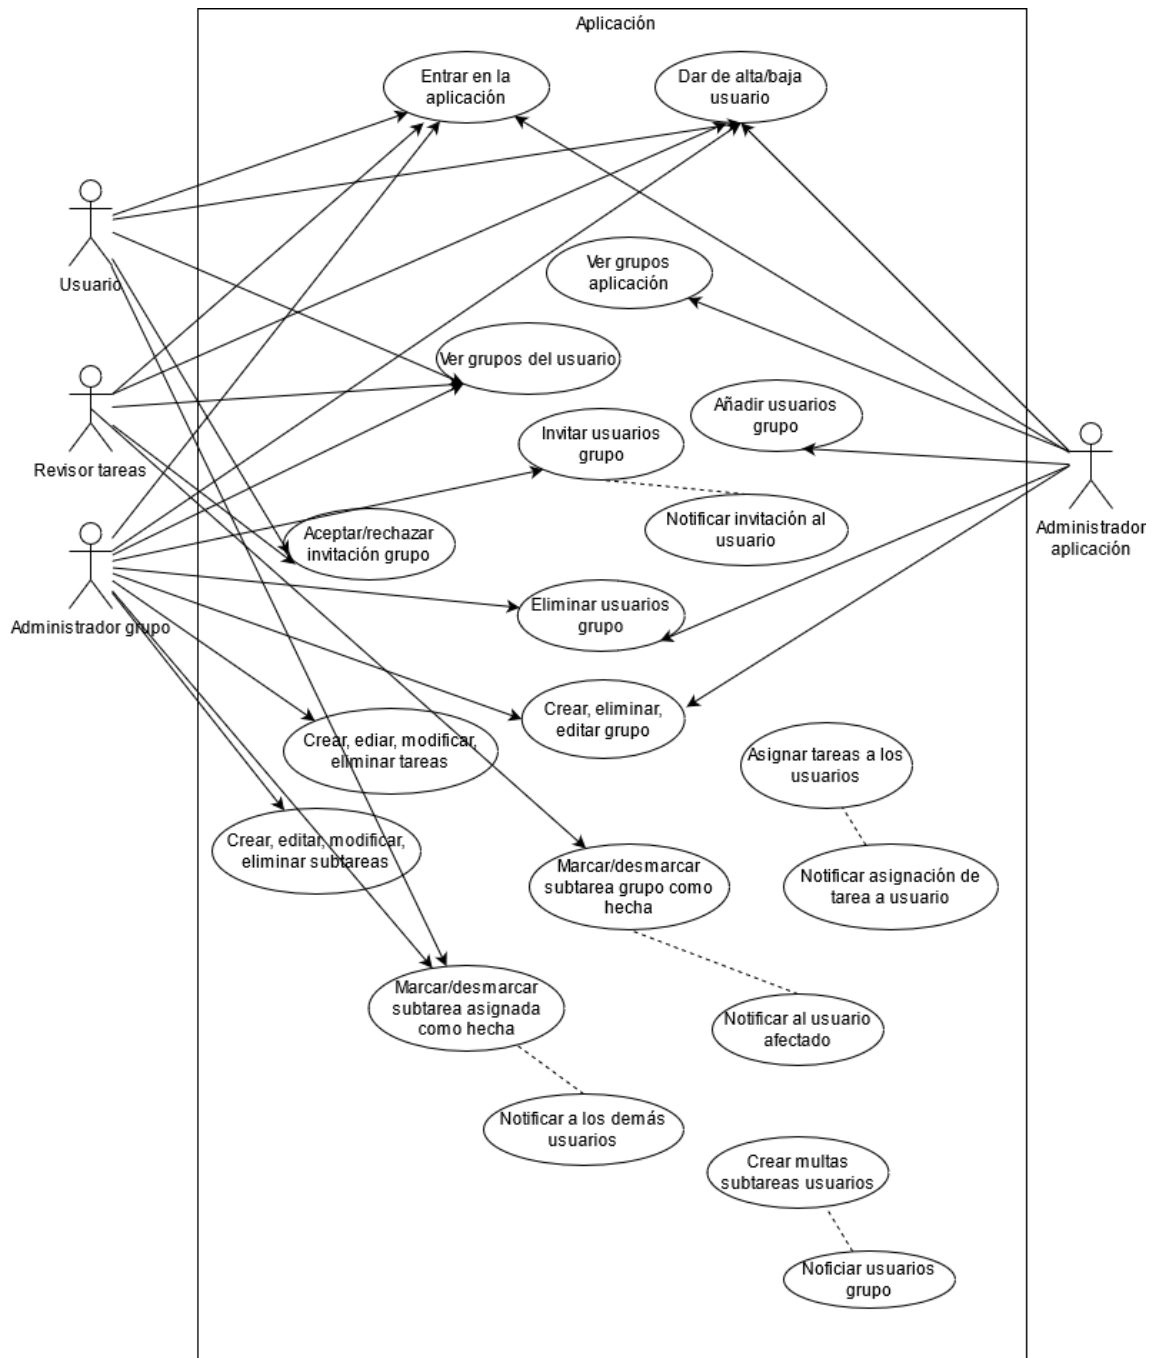 Aplicación
Entrar en la
aplicación
Dar de alta/baja
usuario
Usuario
Ver grupos
aplicación
Ver grupos del usuario
Revisor tareas
Añadir usuarios
grupo
Invitar usuarios
grupo
Notificar invitación al
usuario
Administrador
aplicación
Aceptar/rechazar
invitación grupo
Administrador grupo
Eliminar usuarios
grupo
Crear, eliminar,
editar grupo
Crear, ediar, modificar,
eliminar tareas
Asignar tareas a los
usuarios
Crear, editar, modificar,
eliminar subtareas
Marcar/desmarcar
subtarea grupo como
hecha
Notificar asignación de
tarea a usuario
Marcar/desmarcar
subtarea asignada
como hecha
Notificar al usuario
afectado
Notificar a los demás
usuarios
Crear multas
subtareas usuarios
Noficiar usuarios
grupo